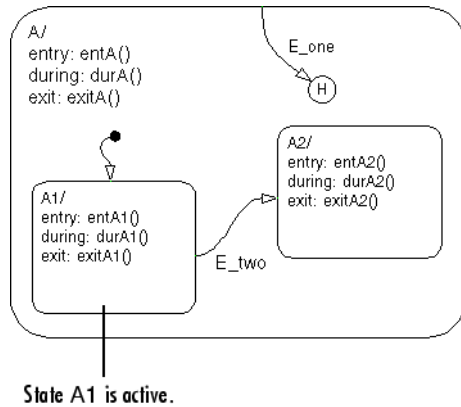 A/
entry: entA()
during: durA()
exit: exitA()
E_one
H
A2/
entry: entA2()
during: durA2()
exit: exitA2()
A1/
entry: entA1()
during: durA1()
exit: exitA1()
E_two
State A1 is active.